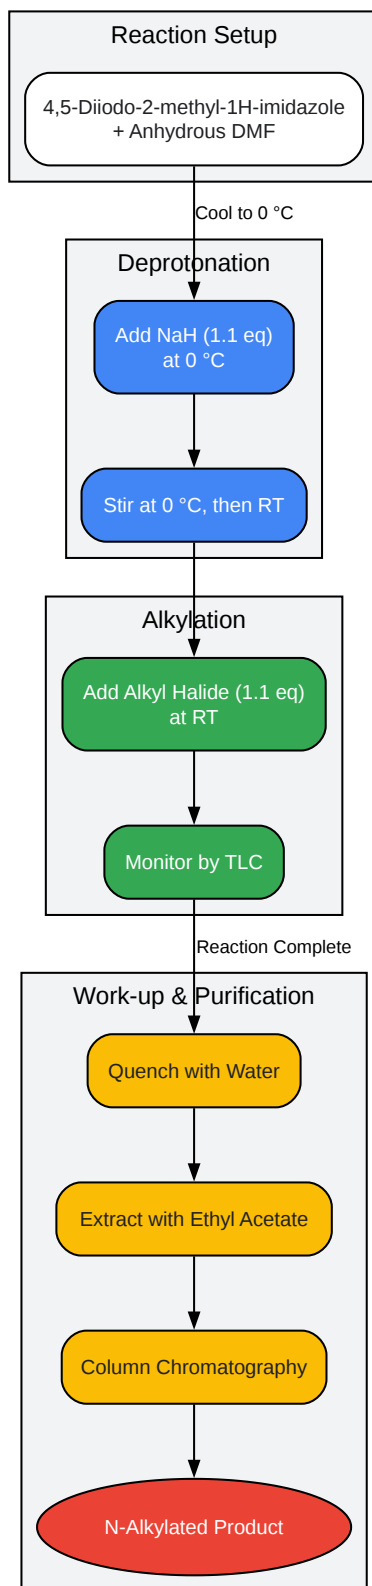 Reaction Setup
4,5-Diiodo-2-methyl-1H-imidazole
+ Anhydrous DMF
Cool to 0 °C
Deprotonation
Add NaH (1.1 eq)
at 0 °C
Stir at 0 °C, then RT
Alkylation
Add Alkyl Halide (1.1 eq)
at RT
Monitor by TLC
Reaction Complete
Work-up & Purification
Quench with Water
Extract with Ethyl Acetate
Column Chromatography
N-Alkylated Product